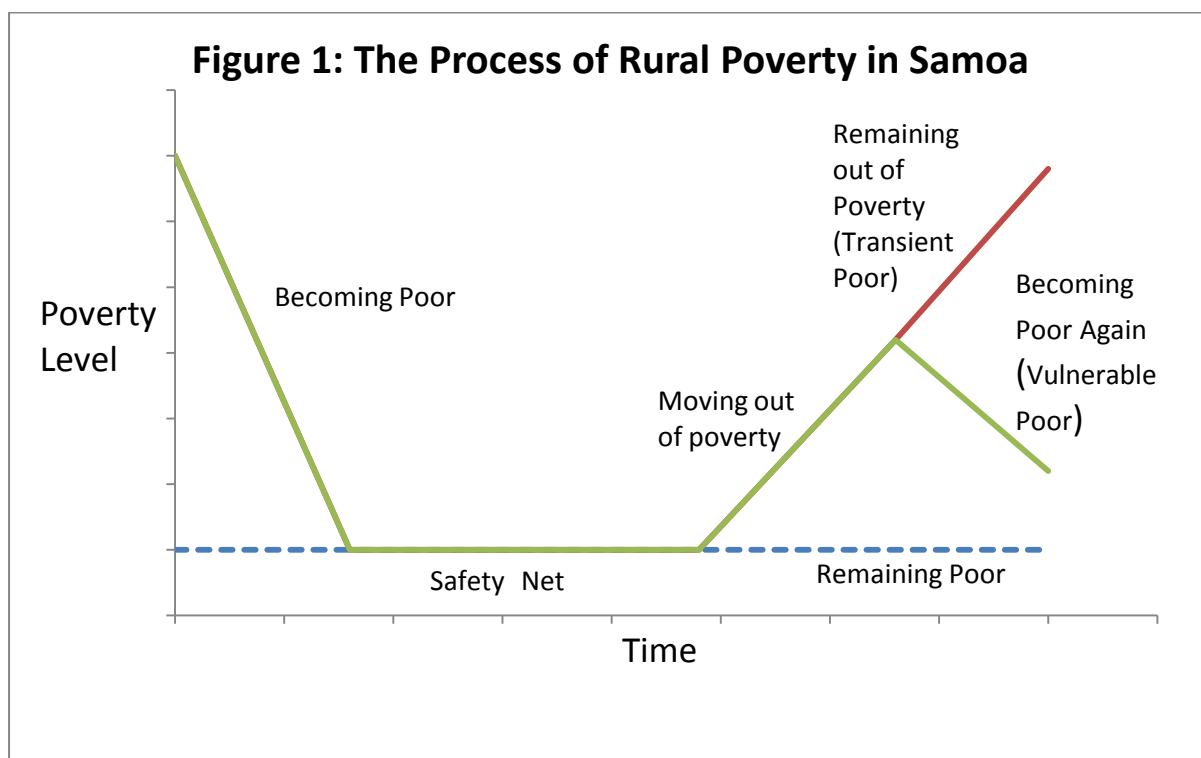 Figure 1: The Process of Rural Poverty in Samoa
Remaining
out of
Poverty
(Transient
Poor)
Becoming
Poor Again
(Vulnerable
Poor)
Becoming Poor
Poverty
Level
Moving out
of poverty
Safety Net
Remaining Poor
Time